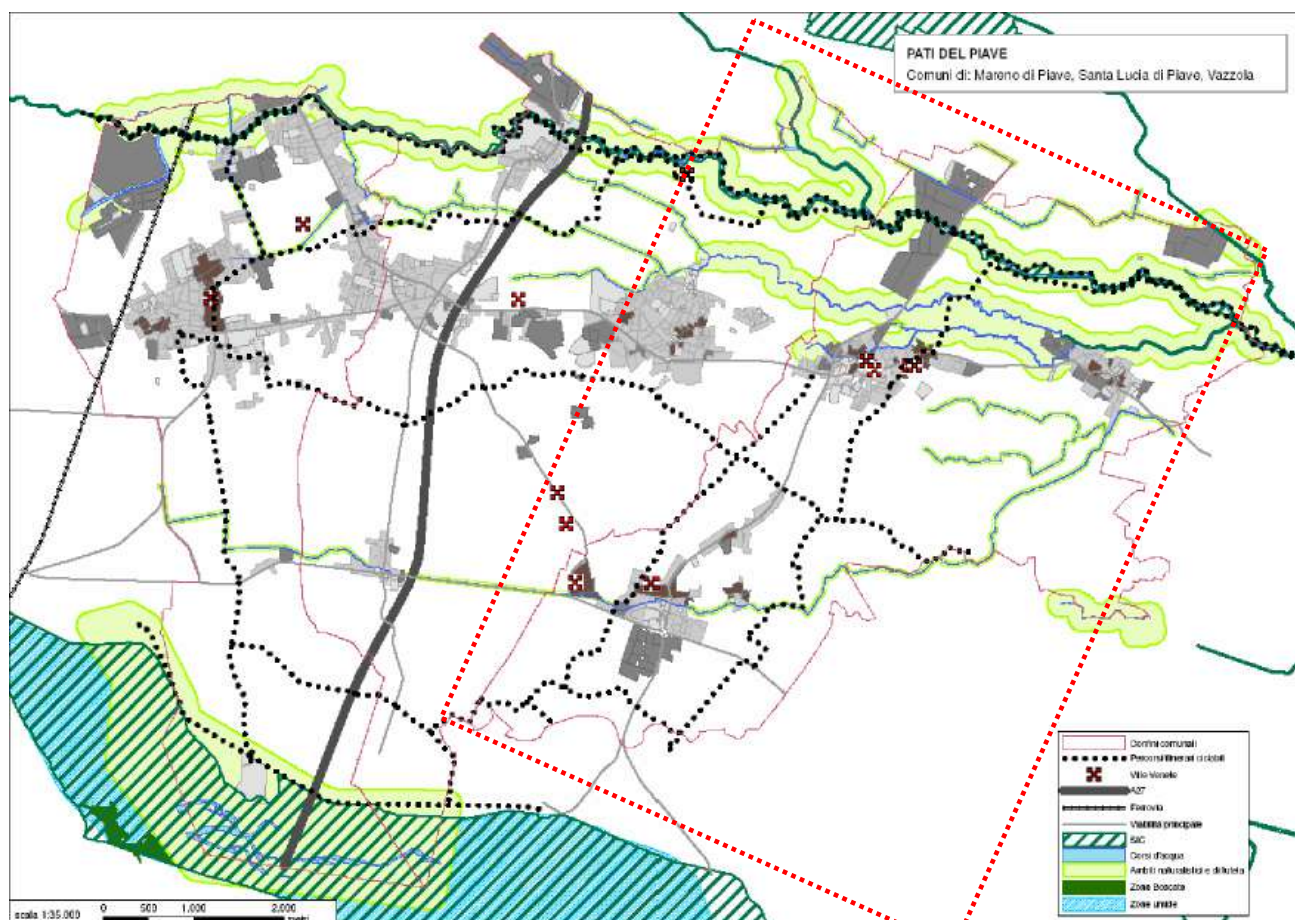 PATI DEL PIAVE
Comuni di: Mareno di Piave, Santa Lucia di Piave, Vazzola
Confini comunali
Percorsi/Itinerari ciclabili
Ville Venete
A27
Ferrovia
Viabilità principale
SIC
Corsi d'acqua
Ambiti naturalistici e di tutela
Zone Boscate
Zone umide
scala 1:35.000
0 500 1.000 2.000
metri